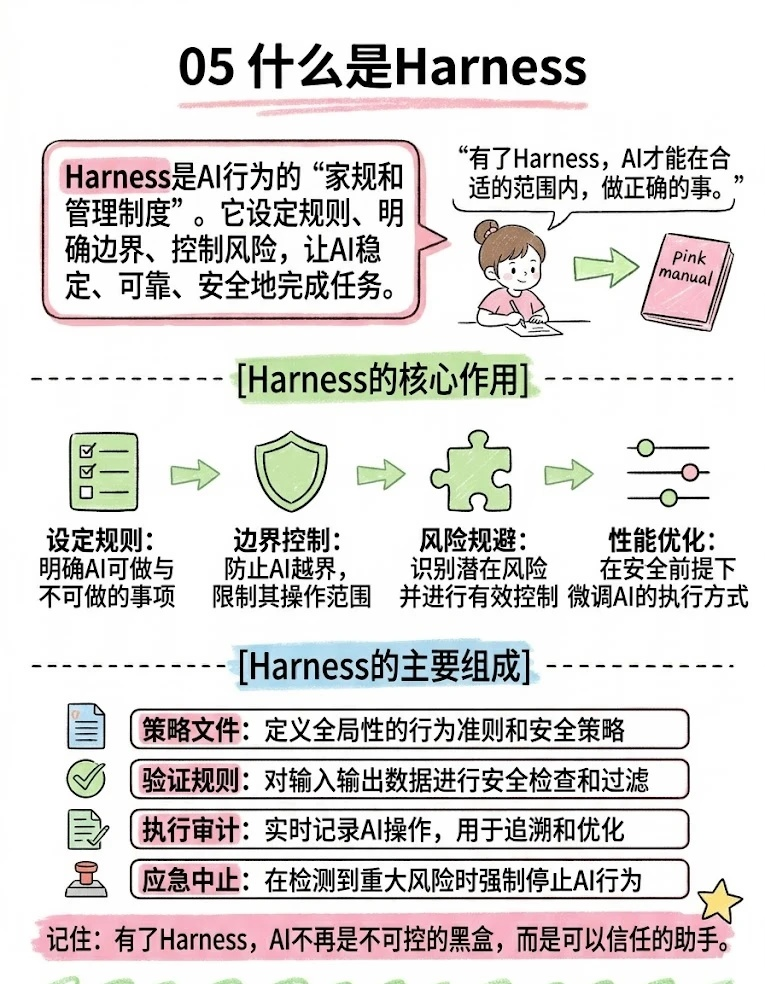 05 什么是Harness
Harness是AI行为的“家规和
管理制度”。它设定规则、明
确边界、控制风险，让AI稳
定、可靠、安全地完成任务。
“有了Harness，AI才能在合
适的范围内，做正确的事。”
pink
manual
[Harness的核心作用]
设定规则：
明确AI可做与
不可做的事项
边界控制：
防止AI越界，
限制其操作范围
风险规避：
识别潜在风险
并进行有效控制
性能优化：
在安全前提下
微调AI的执行方式
[Harness的主要组成]
策略文件：定义全局性的行为准则和安全策略
验证规则：对输入输出数据进行安全检查和过滤
执行审计：实时记录AI操作，用于追溯和优化
应急中止：在检测到重大风险时强制停止AI行为
记住：有了Harness，AI不再是不可控的黑盒，而是可以信任的助手。